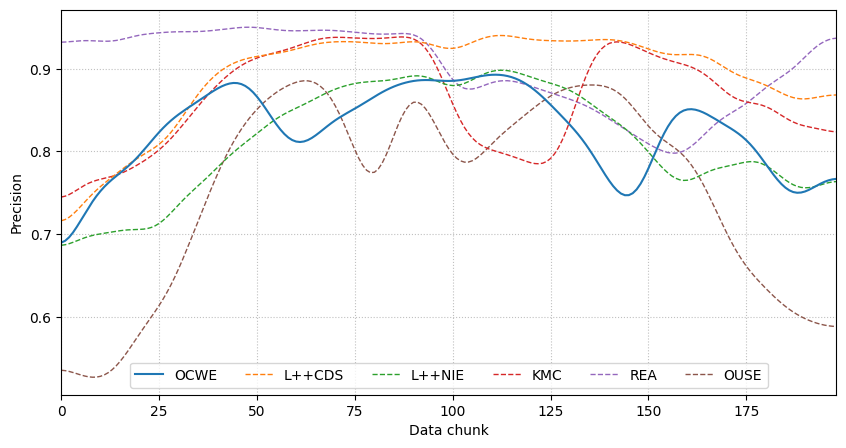 0.9
0.8
0.7
0.6
Precision
OCWE L++CDS L++NIE KMC REA OUSE
0 25 50 75 100 125 150 175
Data chunk